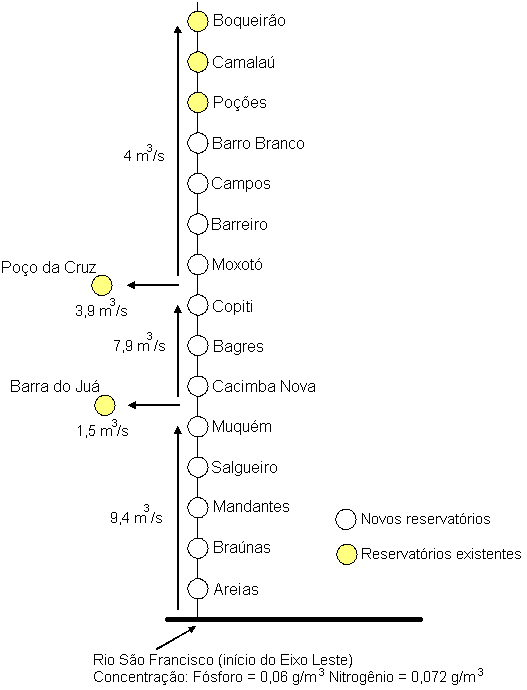 Boqueirão
Camalaú
Poções
Barro Branco
4 m³/s
Campos
Barreiro
Moxotó
Poço da Cruz
3,9 m³/s
Copiti
7,9 m³/s
Bagres
Barra do Juá
Cacimba Nova
1,5 m³/s
Muquém
Salgueiro
9,4 m³/s
Mandantes
Novos reservatórios
Braúnas
Reservatórios existentes
Areias
Rio São Francisco (início do Eixo Leste)
Concentração: Fósforo = 0,06 g/m³ Nitrogênio = 0,072 g/m³